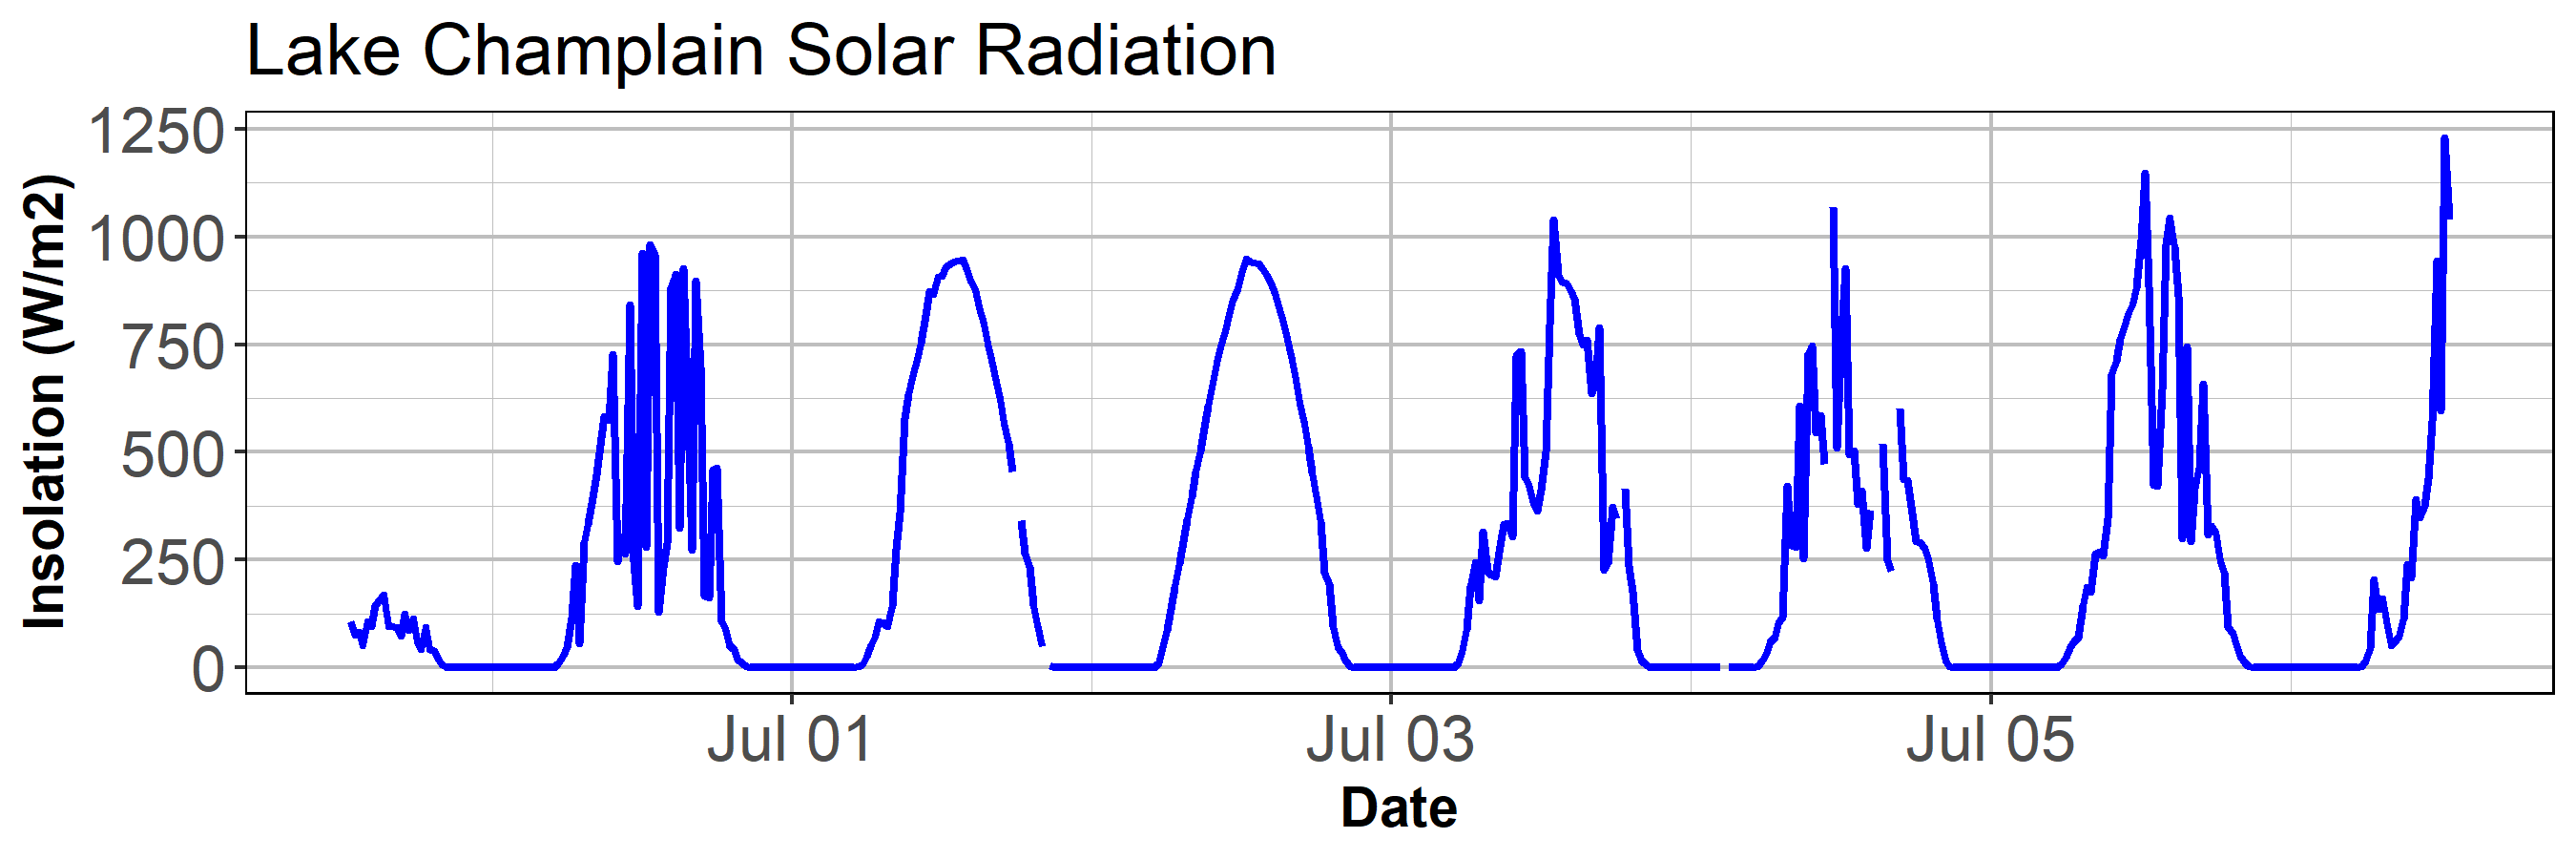 Lake Champlain Solar Radiation
Insolation (W/m2)
1250
1000
750
500
250
0
Jul 01
Jul 03
Jul 05
Date